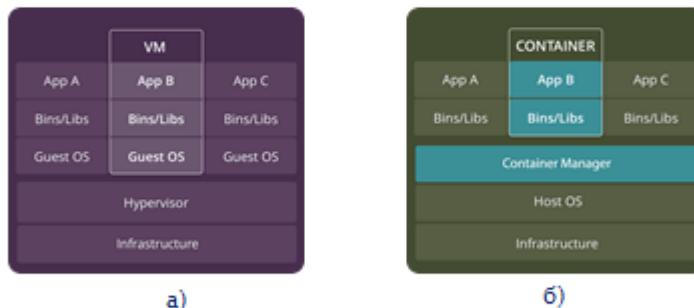 VM
App A App B App C
Bins/Libs Bins/Libs Bins/Libs
Guest OS Guest OS Guest OS
Hypervisor
Infrastructure
а)
CONTAINER
App A App B App C
Bins/Libs Bins/Libs Bins/Libs
Container Manager
Host OS
Infrastructure
б)